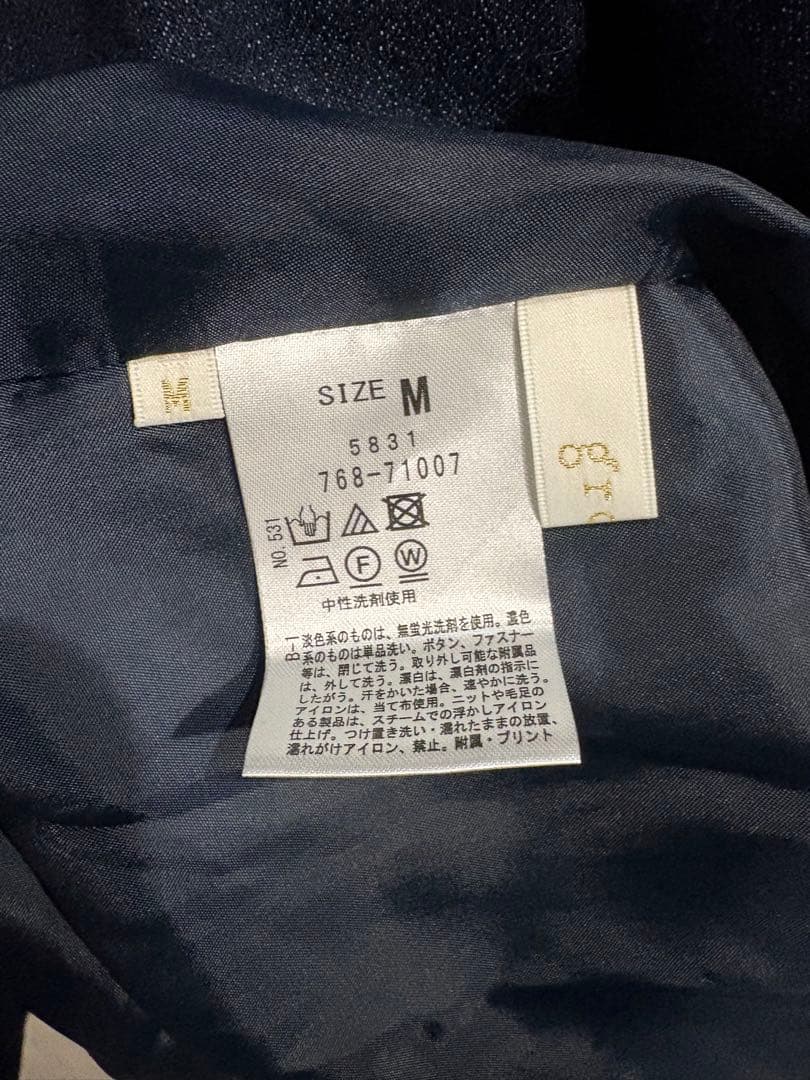 M
SIZE M
5831
768-71007
NO.531
F
W
中性洗剤使用
B-1
淡色系のものは、無蛍光洗剤を使用。濃色
系のものは単品洗い。ボタン、ファスナー
等は、閉じて洗う。取り外し可能な附属品
は、外して洗う。漂白は、漂白剤の指示に
したがう。汗をかいた場合、速やかに洗う。
アイロンは、当て布使用。ニットや毛足の
ある製品は、スチームでの浮かしアイロン
仕上げ。つけ置き洗い・濡れたままの放置、
濡れがけアイロン、禁止。附属・プリント
gr